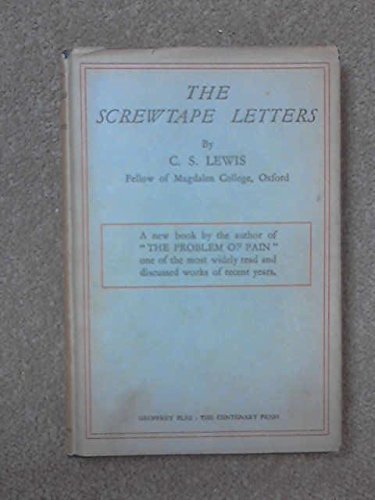 THE
SCREWTAPE LETTERS
By
C. S. LEWIS
Fellow of Magdalen College, Oxford
A new book by the author of
"THE PROBLEM OF PAIN"
one of the most widely read and
discussed works of recent years.
GEOFFREY BLES · THE CENTENARY PRESS